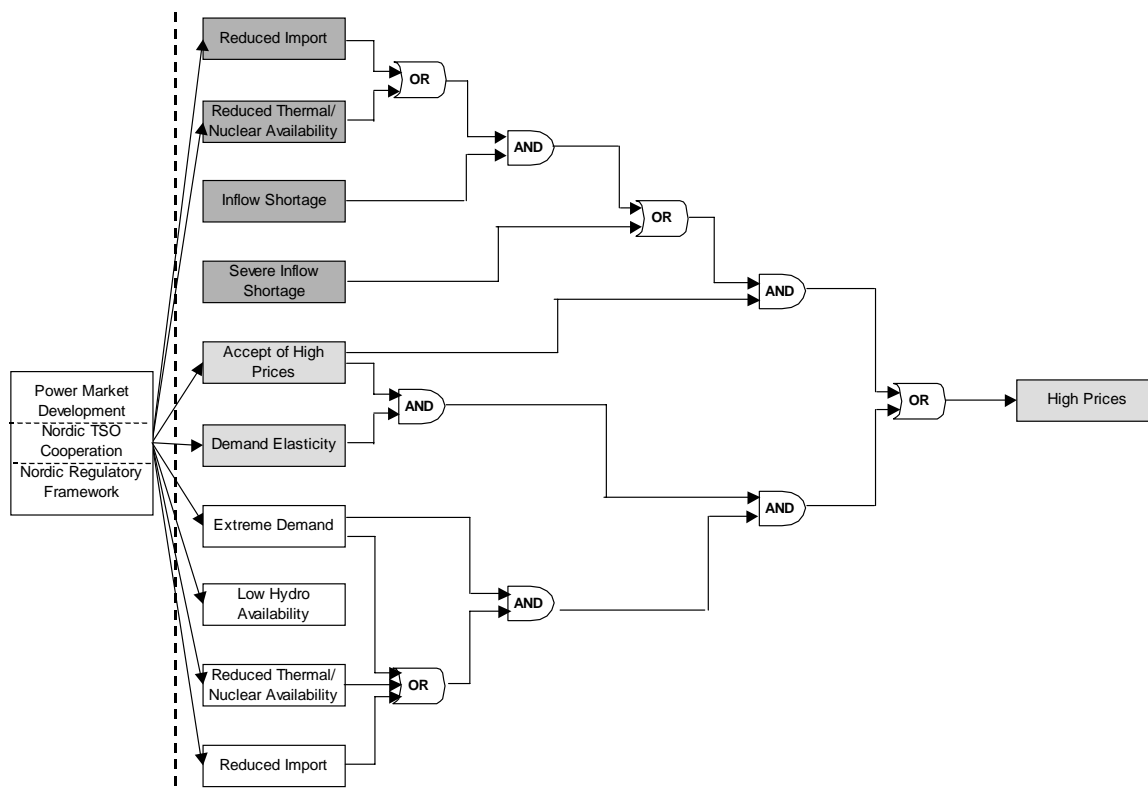 Reduced Import
OR
Reduced Thermal/
Nuclear Availability
AND
Inflow Shortage
OR
Severe Inflow
Shortage
AND
Accept of High
Prices
AND
Demand Elasticity
Power Market
Development
Nordic TSO
Cooperation
Nordic Regulatory
Framework
OR
High Prices
Extreme Demand
AND
Low Hydro
Availability
AND
Reduced Thermal/
Nuclear Availability
OR
Reduced Import